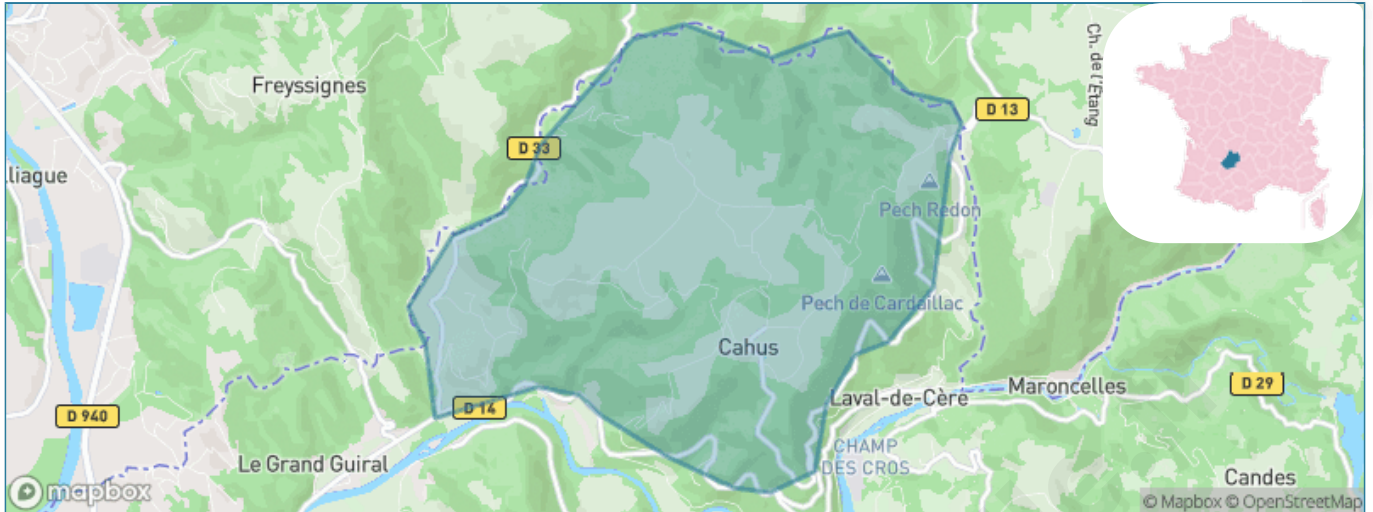 Freyssignes
Ch. de l'Étang
D 13
D 33
lliague
Pech Redon
Pech de Cardaillac
Cahus
Maroncelles
D 29
Laval-de-Cère
D 14
D 940
CHAMP
DES CROS
Le Grand Guiral
Candes
mapbox
© Mapbox © OpenStreetMap